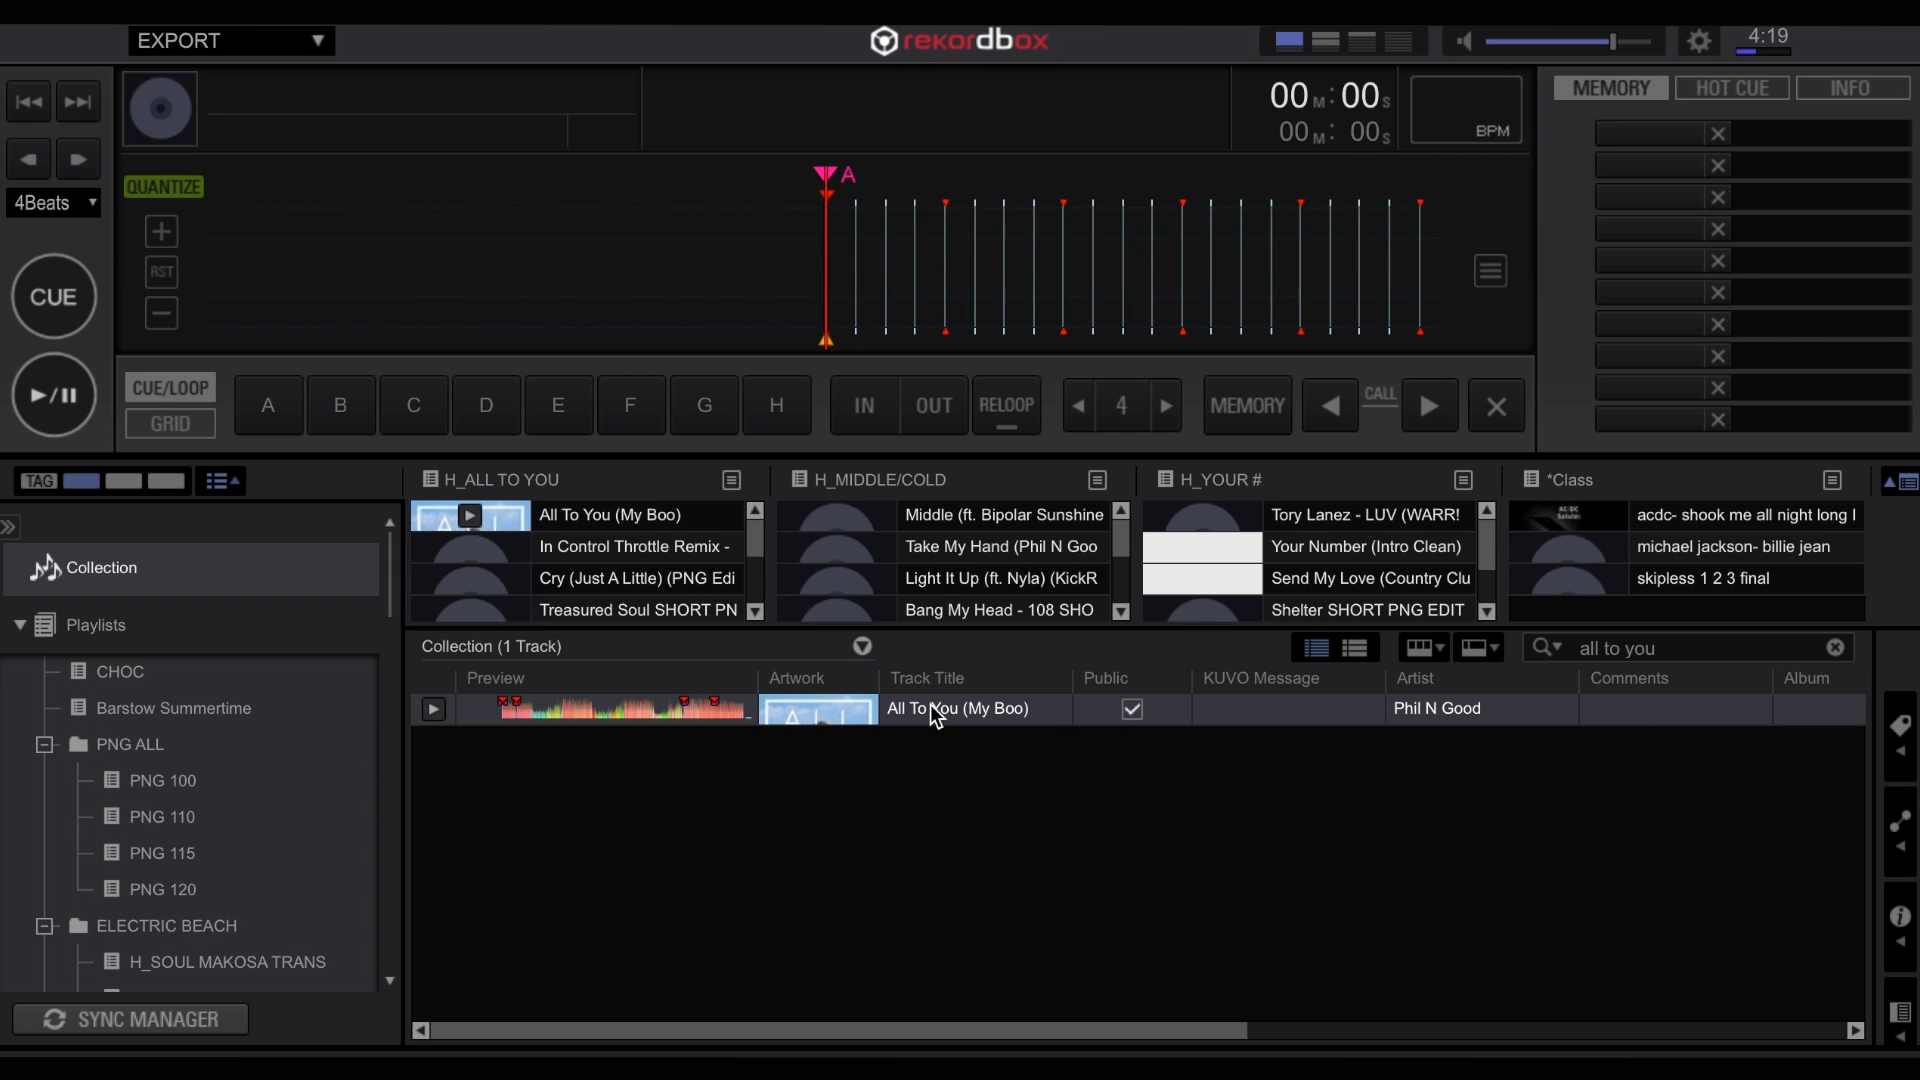 EXPORT
rekordbox
4:19
00 M : 00 S
00 M : 00 S
BPM
MEMORY
HOT CUE
INFO
QUANTIZE
4Beats
A
RST
CUE
CUE/LOOP
GRID
A
B
C
D
E
F
G
H
IN
OUT
RELOOP
4
MEMORY
CALL
TAG
H_ALL TO YOU
H_MIDDLE/COLD
H_YOUR #
*Class
All To You (My Boo)
In Control Throttle Remix -
Cry (Just A Little) (PNG Edi
Treasured Soul SHORT PN
Middle (ft. Bipolar Sunshine
Take My Hand (Phil N Goo
Light It Up (ft. Nyla) (KickR
Bang My Head - 108 SHO
Tory Lanez - LUV (WARR!
Your Number (Intro Clean)
Send My Love (Country Clu
Shelter SHORT PNG EDIT
acdc- shook me all night long I
michael jackson- billie jean
skipless 1 2 3 final
Collection
Playlists
CHOC
Barstow Summertime
PNG ALL
PNG 100
PNG 110
PNG 115
PNG 120
ELECTRIC BEACH
H_SOUL MAKOSA TRANS
SYNC MANAGER
Collection (1 Track)
all to you
Preview
Artwork
Track Title
Public
KUVO Message
Artist
Comments
Album
All To You (My Boo)
Phil N Good